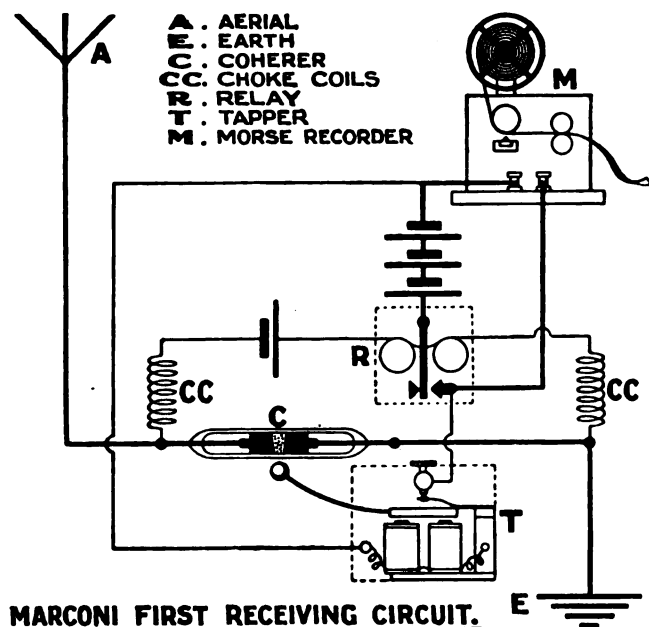 A. AERIAL
E. EARTH
C. COHERER
CC. CHOKE COILS
R. RELAY
T. TAPPER
M. MORSE RECORDER
A
M
R
CC
CC
C
T
E
MARCONI FIRST RECEIVING CIRCUIT.